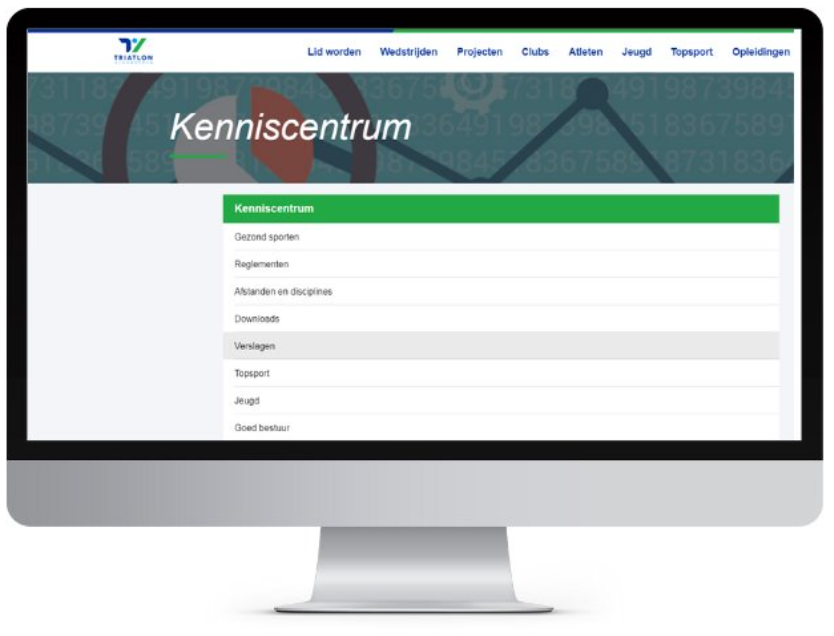 TRIATLON
Lid worden Wedstrijden Projecten Clubs Atleten Jeugd Topsport Opleidingen
Kenniscentrum
Kenniscentrum
Gezond sporten
Reglementen
Afstanden en disciplines
Downloads
Verslagen
Topsport
Jeugd
Goed bestuur